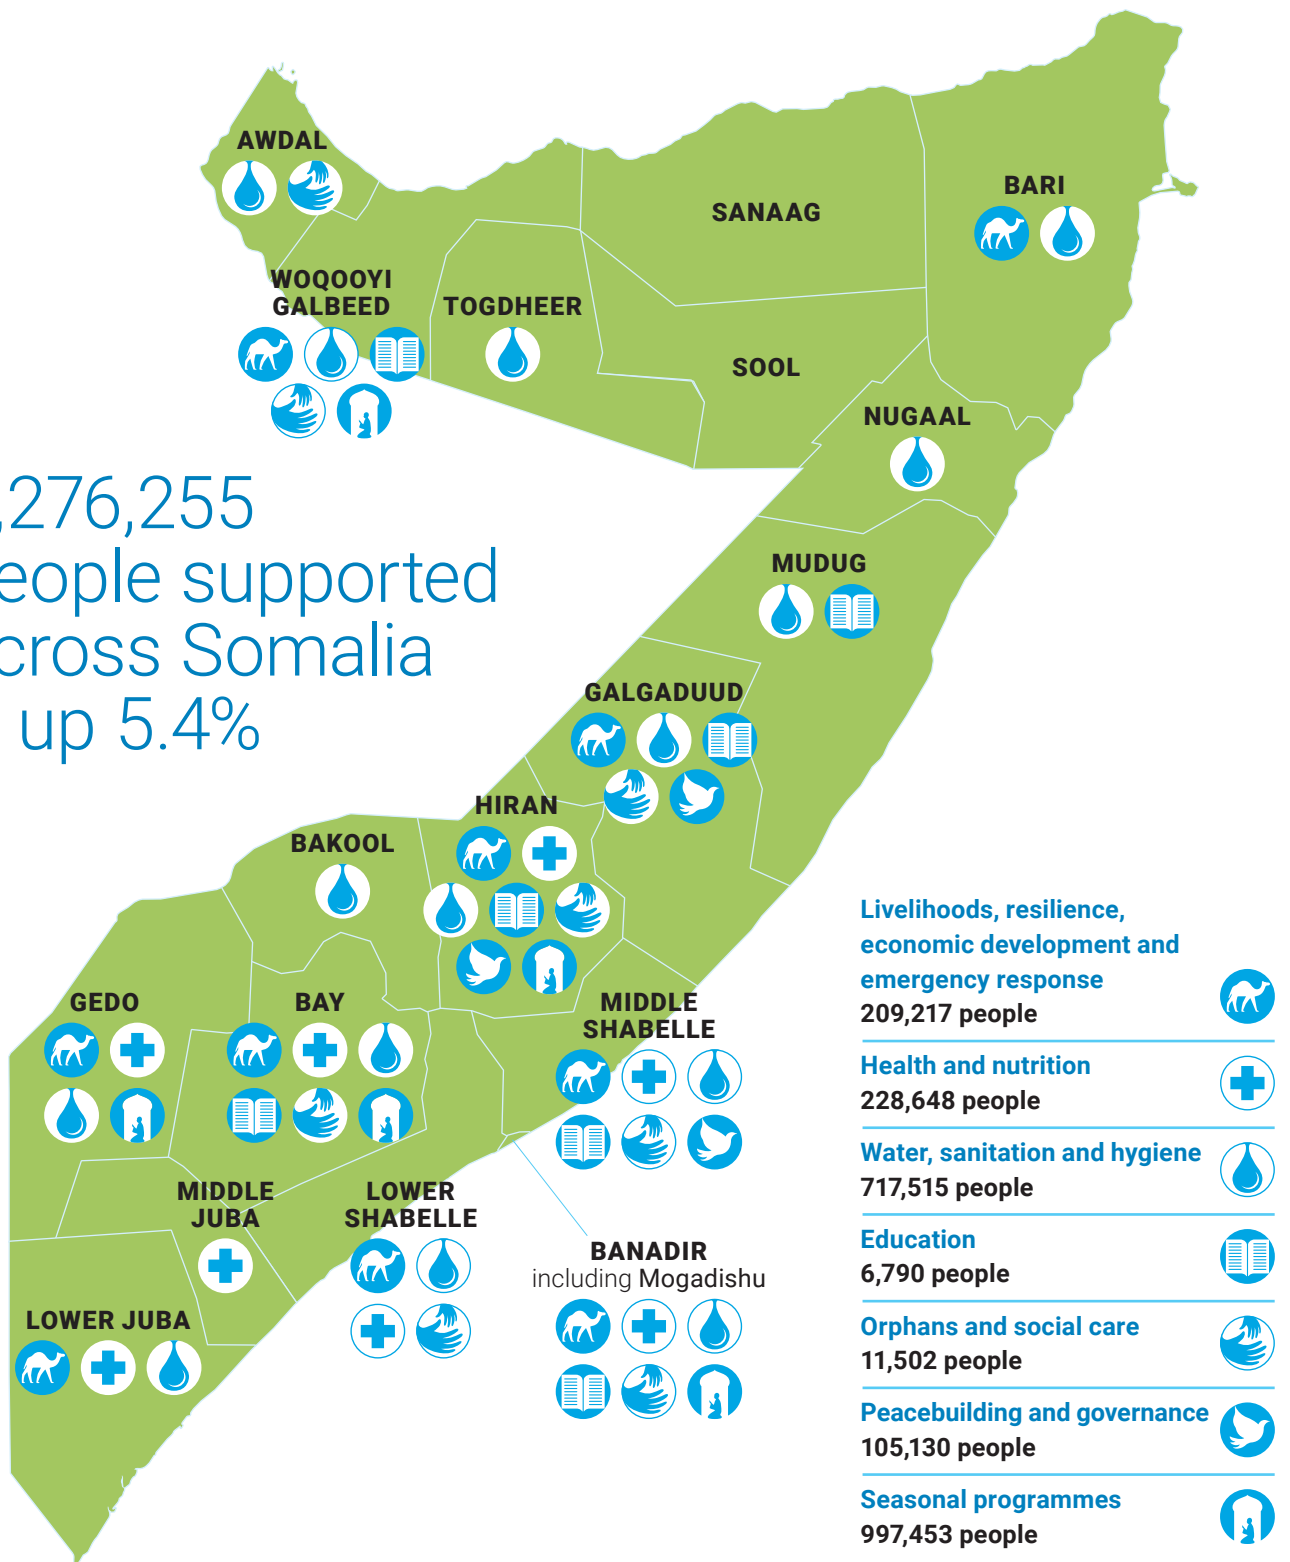 AWDAL
BARI
SANAAG
WOQOOYI
GALBEED
TOGDHEER
SOOL
NUGAAL
,276,255
eople supported
cross Somalia
up 5.4%
MUDUG
GALGADUUD
HIRAN
BAKOOL
GEDO
BAY
MIDDLE
SHABELLE
MIDDLE
JUBA
LOWER
SHABELLE
BANADIR
including Mogadishu
LOWER JUBA
Livelihoods, resilience,
economic development and
emergency response
209,217 people
Health and nutrition
228,648 people
Water, sanitation and hygiene
717,515 people
Education
6,790 people
Orphans and social care
11,502 people
Peacebuilding and governance
105,130 people
Seasonal programmes
997,453 people